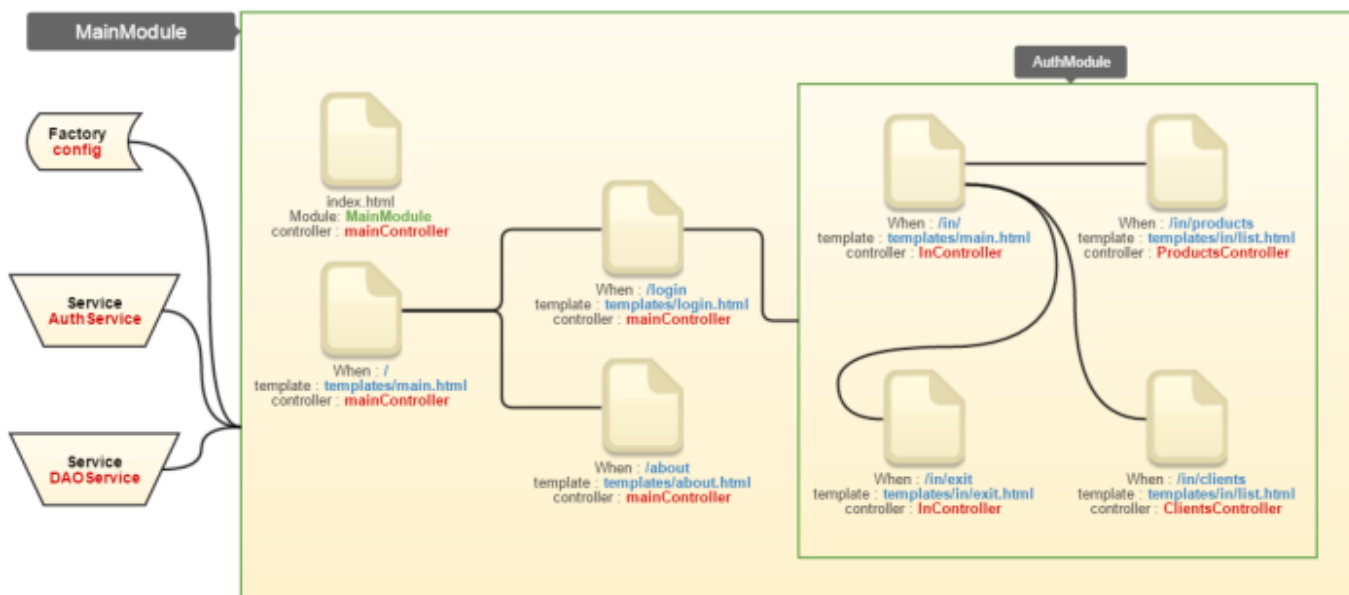 MainModule
AuthModule
Factory
config
Service
AuthService
Service
DAOService
index.html
Module: MainModule
controller : mainController
When : /
template : templates/main.html
controller : mainController
When : /login
template : templates/login.html
controller : mainController
When : /about
template : templates/about.html
controller : mainController
When : /in/
template : templates/main.html
controller : InController
When : /in/products
template : templates/in/list.html
controller : ProductsController
When : /in/exit
template : templates/in/exit.html
controller : InController
When : /in/clients
template : templates/in/list.html
controller : ClientsController